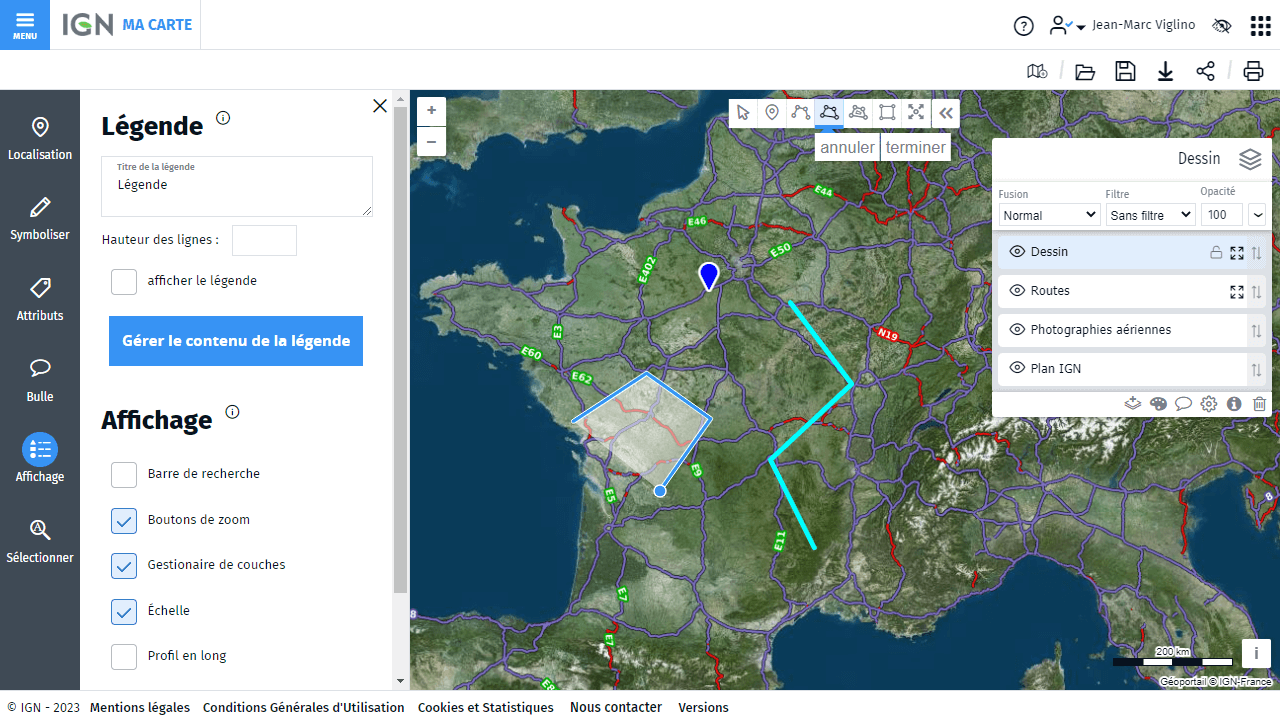 MENU
IGN MA CARTE
Jean-Marc Viglino
Localisation
Symboliser
Attributs
Bulle
Affichage
Sélectionner
Légende
Titre de la légende
Légende
Hauteur des lignes :
afficher le légende
Gérer le contenu de la légende
Affichage
Barre de recherche
Boutons de zoom
Gestionaire de couches
Échelle
Profil en long
+
−
annuler terminer
E44
E46
E50
E402
E3
N19
E60
E62
E9
E5
E11
E7
E7
8
8
Dessin
Fusion
Filtre
Opacité
Normal
Sans filtre
100
Dessin
Routes
Photographies aériennes
Plan IGN
200 km
i
Géoportail © IGN-France
© IGN - 2023 Mentions légales Conditions Générales d'Utilisation Cookies et Statistiques Nous contacter Versions